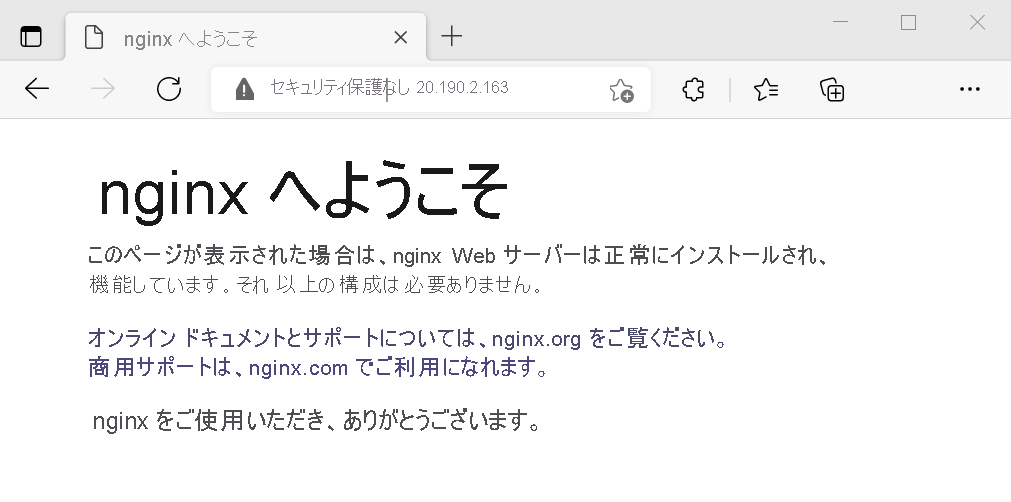 nginx へようこそ
セキュリティ保護なし 20.190.2.163
nginx へようこそ
このページが表示された場合は、nginx Web サーバーは正常にインストールされ、
機能しています。それ以上の構成は必要ありません。
オンライン ドキュメントとサポートについては、nginx.org をご覧ください。
商用サポートは、nginx.com でご利用になれます。
nginx をご使用いただき、ありがとうございます。